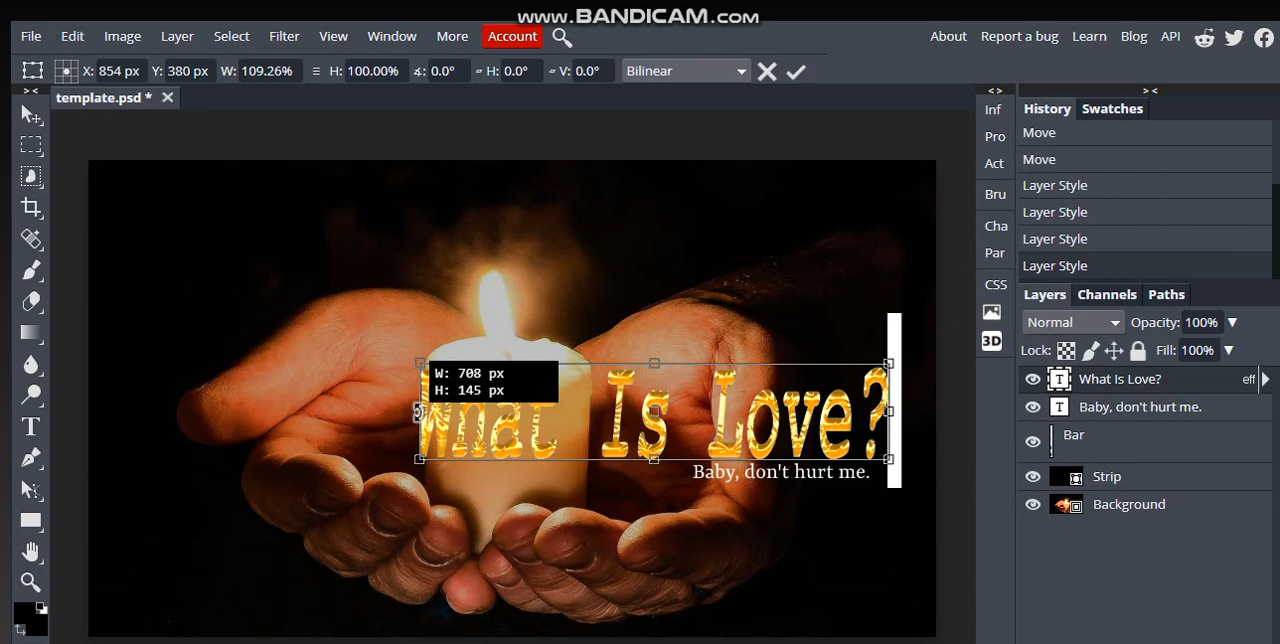 www.BANDICAM.com
File Edit Image Layer Select Filter View Window More Account About Report a bug Learn Blog API
X: 854 px Y: 380 px W: 109.26% H: 100.00% ∡: 0.0° H: 0.0° V: 0.0° Bilinear
> < < > > <
template.psd *
Inf
Pro
Act
Bru
Cha
Par
CSS
3D
History Swatches
Move
Move
Layer Style
Layer Style
Layer Style
Layer Style
Layers Channels Paths
Normal Opacity: 100%
Lock: Fill: 100%
T What Is Love? eff
T Baby, don't hurt me.
Bar
Strip
Background
W: 708 px
H: 145 px
What Is Love?
Baby, don't hurt me.